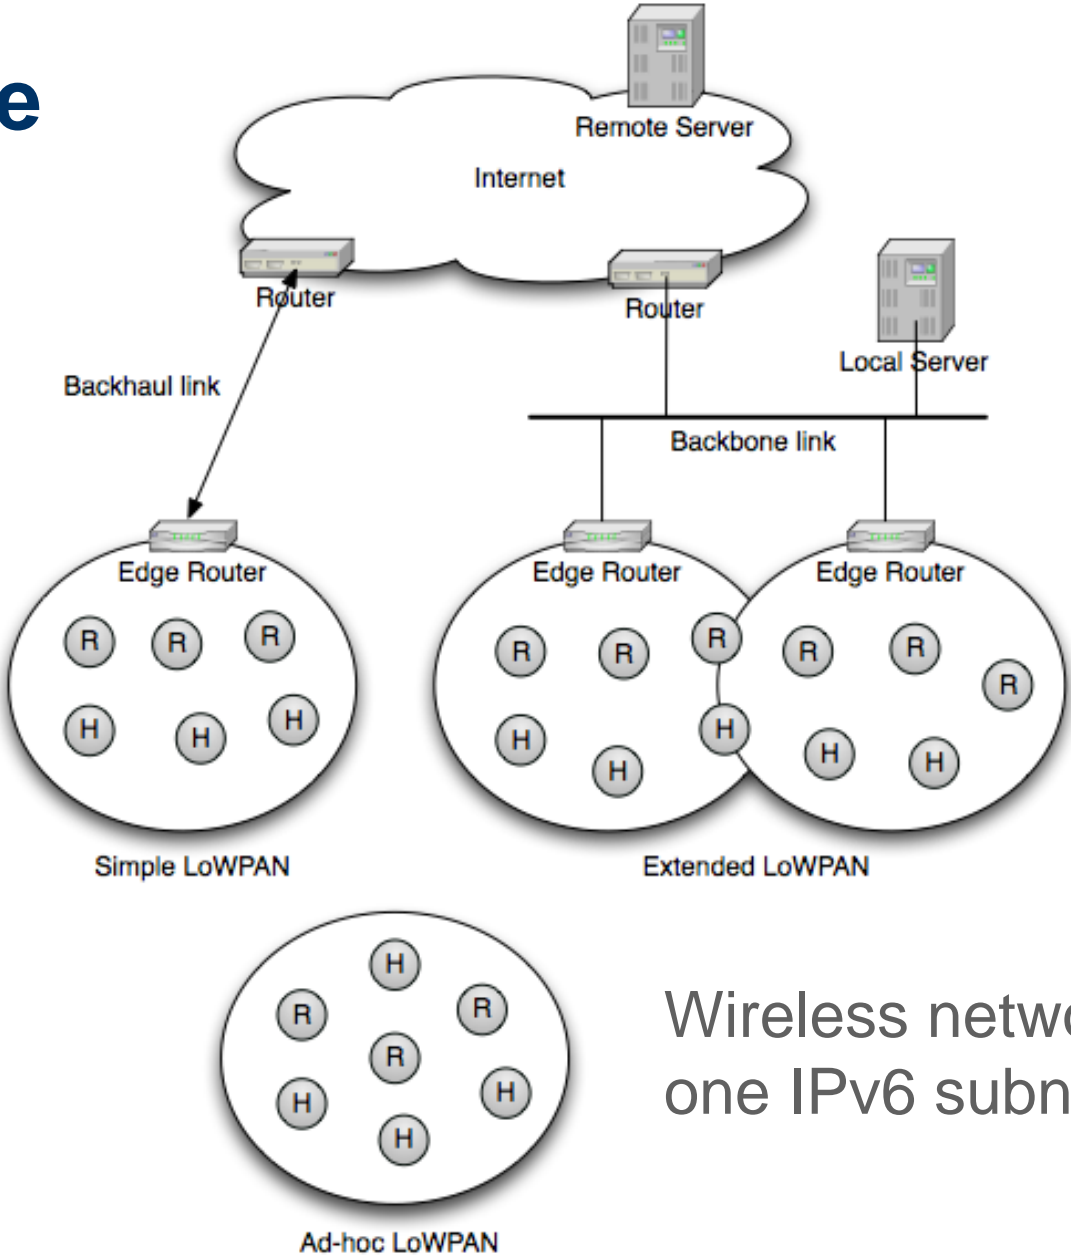 e
Remote Server
Internet
Router
Router
Local Server
Backhaul link
Backbone link
Edge Router
Edge Router
Edge Router
R R R
R R R R R R
H H H
H H H H H
Simple LoWPAN
Extended LoWPAN
H
R R
R
H H
H
Wireless netwo
one IPv6 subn
Ad-hoc LoWPAN